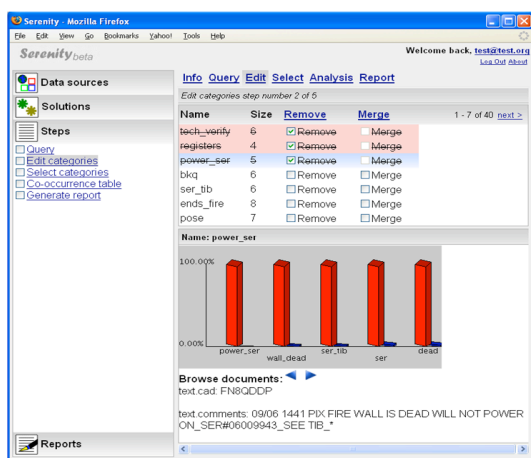 Serenity - Mozilla Firefox
File Edit View Go Bookmarks Yahoo! Tools Help
Serenity beta
Welcome back, test@test.org
Log Out About
Data sources
Solutions
Steps
Query
Edit categories
Select categories
Co-occurrence table
Generate report
Reports
Info Query Edit Select Analysis Report
Edit categories step number 2 of 5
Name Size Remove Merge 1 - 7 of 40 next >
tech_verify 6 Remove Merge
registers 4 Remove Merge
power_ser 5 Remove Merge
bkq 6 Remove Merge
ser_tib 6 Remove Merge
ends_fire 8 Remove Merge
pose 7 Remove Merge
Name: power_ser
100.00%
0.00%
power_ser wall_dead ser_tib ser dead
Browse documents:
text.cad: FN8QDDP
text.comments: 09/06 1441 PIX FIRE WALL IS DEAD WILL NOT POWER
ON_SER#06009943_SEE TIB_*